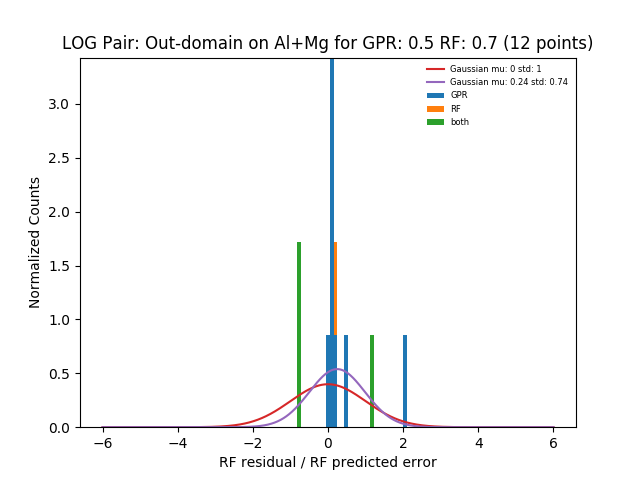 LOG Pair: Out-domain on Al+Mg for GPR: 0.5 RF: 0.7 (12 points)
Gaussian mu: 0 std: 1
Gaussian mu: 0.24 std: 0.74
GPR
RF
both
Normalized Counts
3.0
2.5
2.0
1.5
1.0
0.5
0.0
−6 −4 −2 0 2 4 6
RF residual / RF predicted error